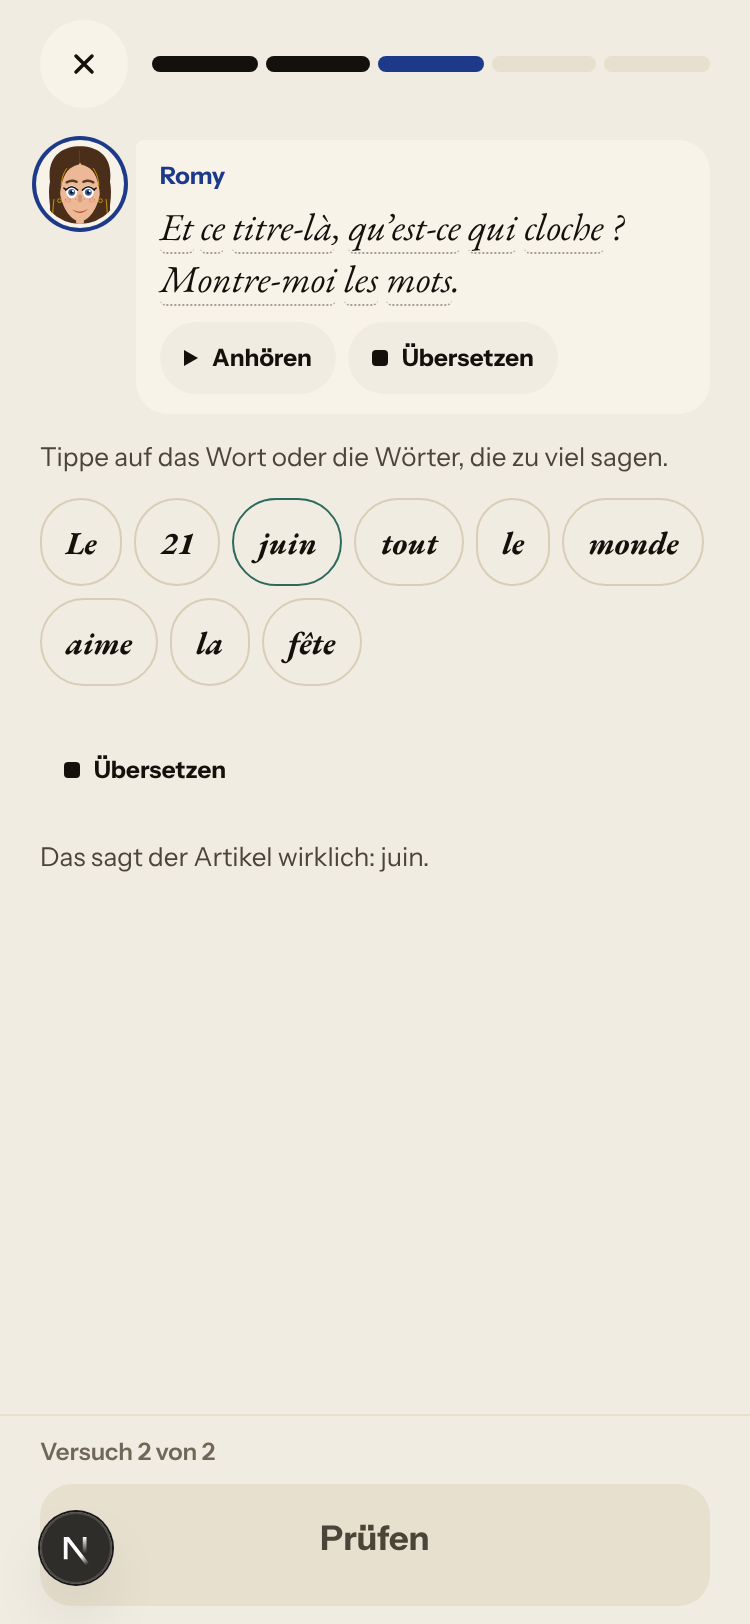 Romy
Et ce titre-là, qu’est-ce qui cloche ?
Montre-moi les mots.
Anhören
Übersetzen
Tippe auf das Wort oder die Wörter, die zu viel sagen.
Le 21 juin tout le monde
aime la fête
Übersetzen
Das sagt der Artikel wirklich: juin.
Versuch 2 von 2
Prüfen
N